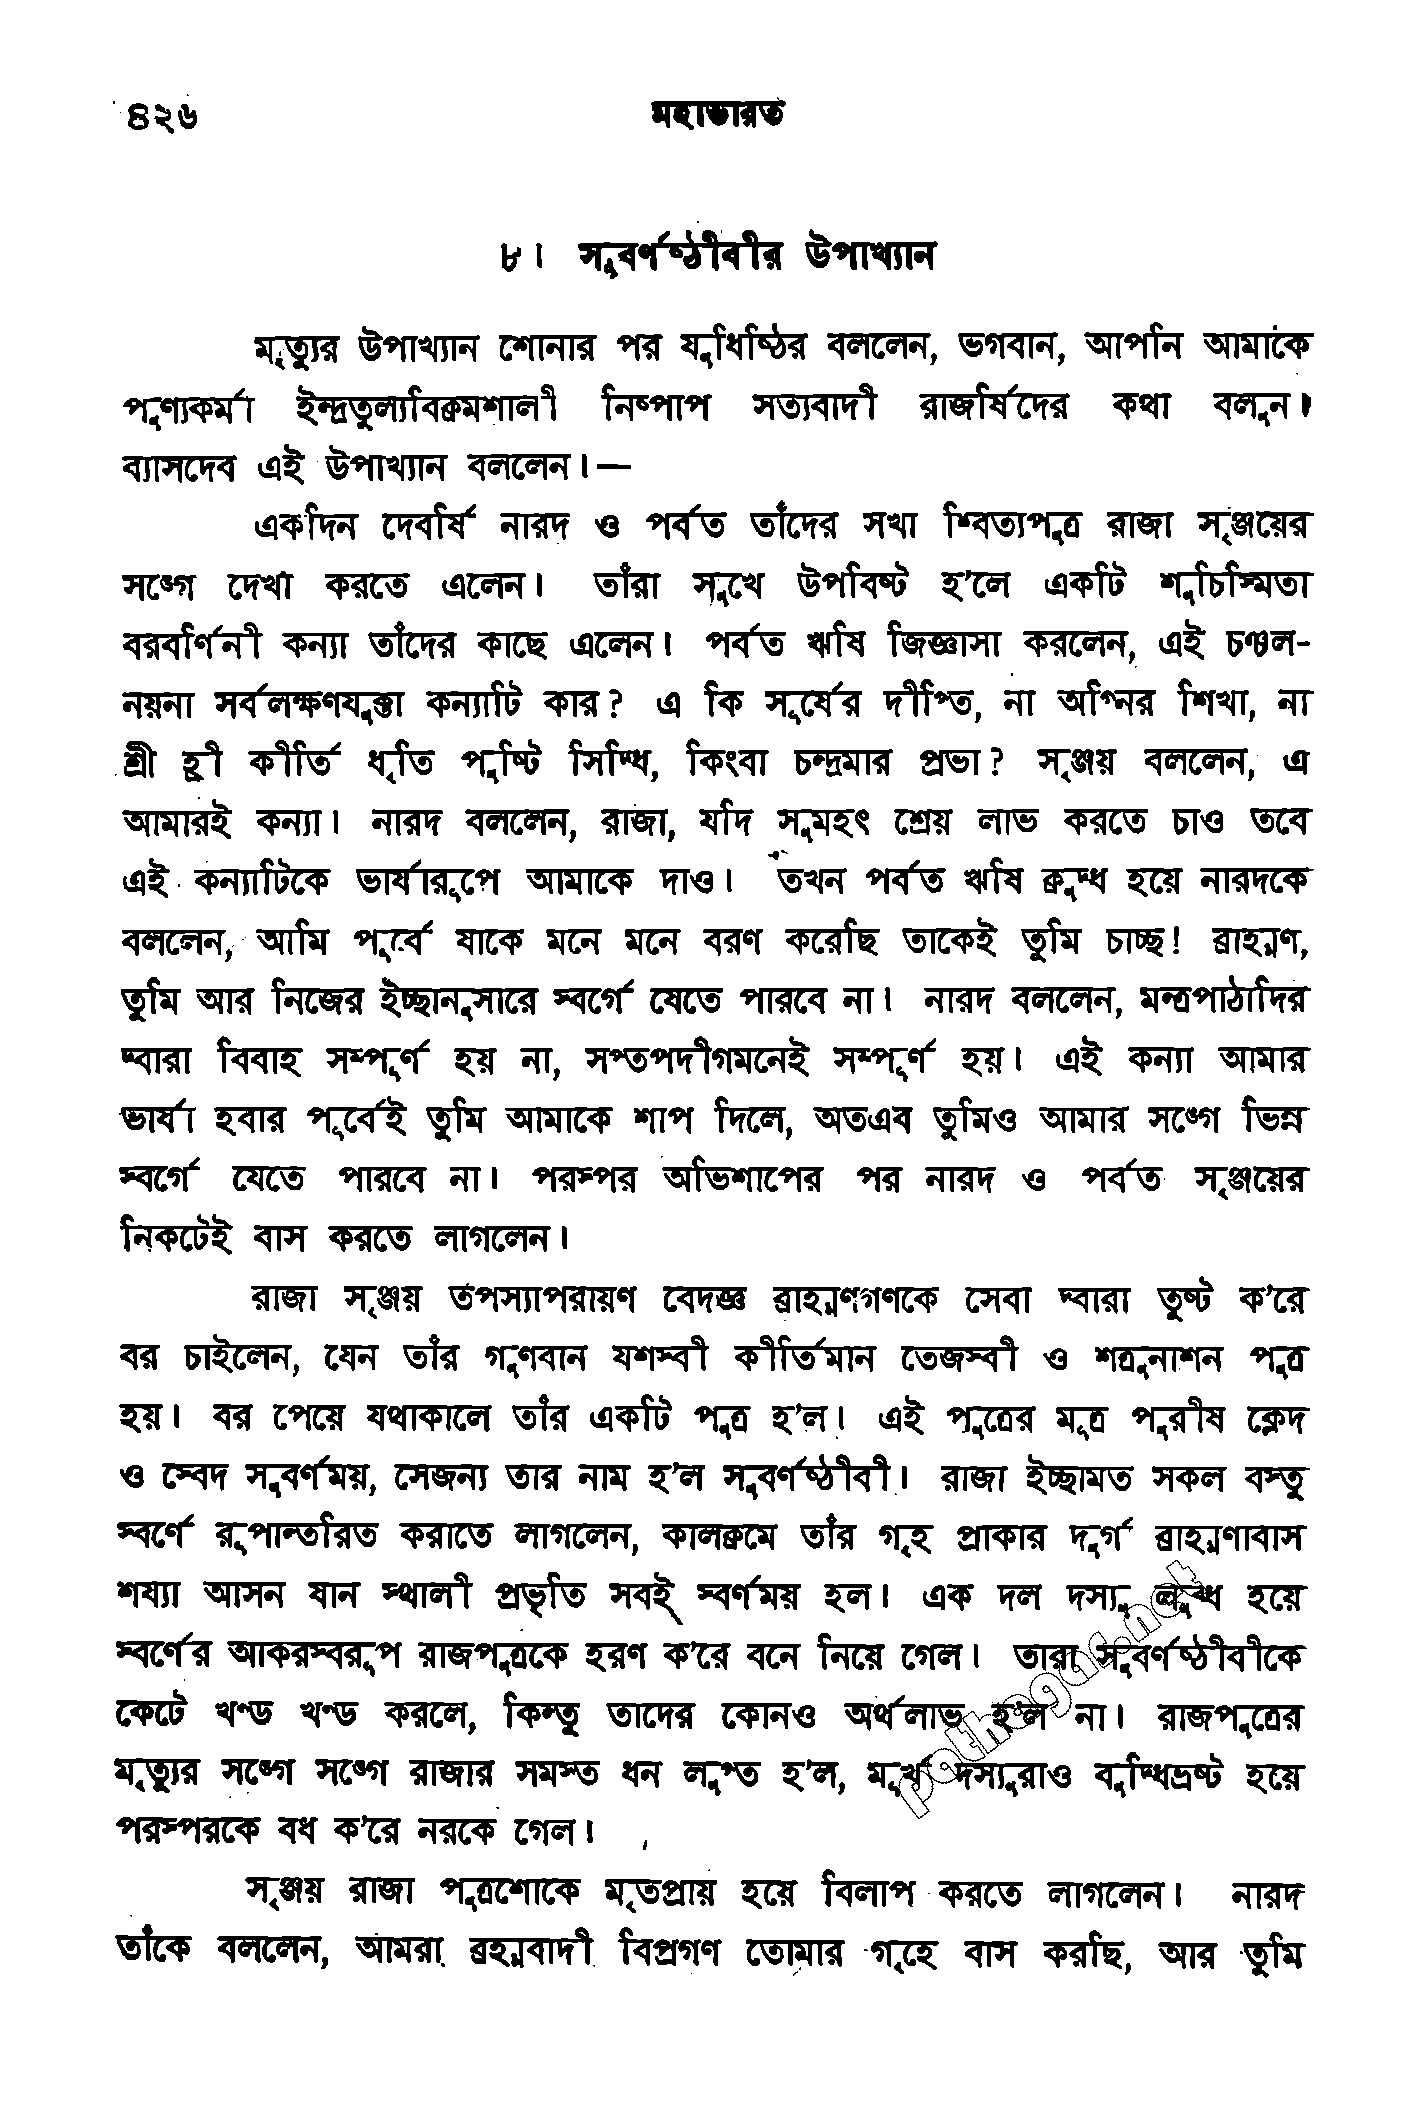 ৪২৬ মহাভারত
৮। সুবর্ণষ্ঠীবীর উপাখ্যান
মৃত্যুর উপাখ্যান শোনার পর যুধিষ্ঠির বললেন, ভগবান, আপনি আমাকে
পুণ্যকর্মা ইন্দ্রতুল্যবিক্রমশালী নিষ্পাপ সত্যবাদী রাজর্ষিদের কথা বলুন।
ব্যাসদেব এই উপাখ্যান বললেন।—
একদিন দেবর্ষি নারদ ও পর্বত তাঁদের সখা শ্বিত্যপুত্র রাজা সৃঞ্জয়ের
সঙ্গে দেখা করতে এলেন। তাঁরা সুখে উপবিষ্ট হ’লে একটি শুচিস্মিতা
বরবর্ণিনী কন্যা তাঁদের কাছে এলেন। পর্বত ঋষি জিজ্ঞাসা করলেন, এই চঞ্চল-
নয়না সর্বলক্ষণযুক্তা কন্যাটি কার? এ কি সূর্যের দীপ্তি, না অগ্নির শিখা, না
শ্রী হ্রী কীর্তি ধৃতি পুষ্টি সিদ্ধি, কিংবা চন্দ্রমার প্রভা? সৃঞ্জয় বললেন, এ
আমারই কন্যা। নারদ বললেন, রাজা, যদি সুমহৎ শ্রেয় লাভ করতে চাও তবে
এই কন্যাটিকে ভার্যারূপে আমাকে দাও। তখন পর্বত ঋষি ক্রুদ্ধ হয়ে নারদকে
বললেন, আমি পূর্বে যাকে মনে মনে বরণ করেছি তাকেই তুমি চাচ্ছ! ব্রাহ্মণ,
তুমি আর নিজের ইচ্ছানুসারে স্বর্গে যেতে পারবে না। নারদ বললেন, মন্ত্রপাঠাদির
দ্বারা বিবাহ সম্পূর্ণ হয় না, সপ্তপদীগমনেই সম্পূর্ণ হয়। এই কন্যা আমার
ভার্যা হবার পূর্বেই তুমি আমাকে শাপ দিলে, অতএব তুমিও আমার সঙ্গে ভিন্ন
স্বর্গে যেতে পারবে না। পরস্পর অভিশাপের পর নারদ ও পর্বত সৃঞ্জয়ের
নিকটেই বাস করতে লাগলেন।
রাজা সৃঞ্জয় তপস্যাপরায়ণ বেদজ্ঞ ব্রাহ্মণগণকে সেবা দ্বারা তুষ্ট ক’রে
বর চাইলেন, যেন তাঁর গুণবান যশস্বী কীর্তিমান তেজস্বী ও শত্রুনাশন পুত্র
হয়। বর পেয়ে যথাকালে তাঁর একটি পুত্র হ’ল। এই পুত্রের মূত্র পুরীষ ক্লেদ
ও স্বেদ সুবর্ণময়, সেজন্য তার নাম হ’ল সুবর্ণষ্ঠীবী। রাজা ইচ্ছামত সকল বস্তু
স্বর্ণে রূপান্তরিত করাতে লাগলেন, কালক্রমে তাঁর গৃহ প্রাকার দুর্গ ব্রাহ্মণাবাস
শয্যা আসন যান স্থালী প্রভৃতি সবই স্বর্ণময় হল। এক দল দস্যু লুব্ধ হয়ে
স্বর্ণের আকরস্বরূপ রাজপুত্রকে হরণ ক’রে বনে নিয়ে গেল। তারা সুবর্ণষ্ঠীবীকে
কেটে খণ্ড খণ্ড করলে, কিন্তু তাদের কোনও অর্থলাভ হ’ল না। রাজপুত্রের
মৃত্যুর সঙ্গে সঙ্গে রাজার সমস্ত ধন লুপ্ত হ’ল, মূর্খ দস্যুরাও বুদ্ধিভ্রষ্ট হয়ে
পরস্পরকে বধ ক’রে নরকে গেল।
সৃঞ্জয় রাজা পুত্রশোকে মৃতপ্রায় হয়ে বিলাপ করতে লাগলেন। নারদ
তাঁকে বললেন, আমরা ব্রহ্মবাদী বিপ্রগণ তোমার গৃহে বাস করছি, আর তুমি
pathagar.net